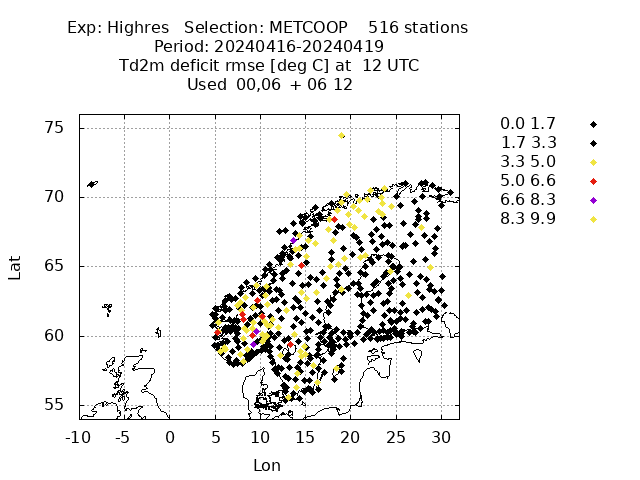 Exp: Highres   Selection: METCOOP    516 stations
Period: 20240416-20240419
Td2m deficit rmse [deg C] at  12 UTC
Used  00,06  + 06 12
75
70
65
60
55
Lat
-10 -5 0 5 10 15 20 25 30
Lon
0.0 1.7
1.7 3.3
3.3 5.0
5.0 6.6
6.6 8.3
8.3 9.9